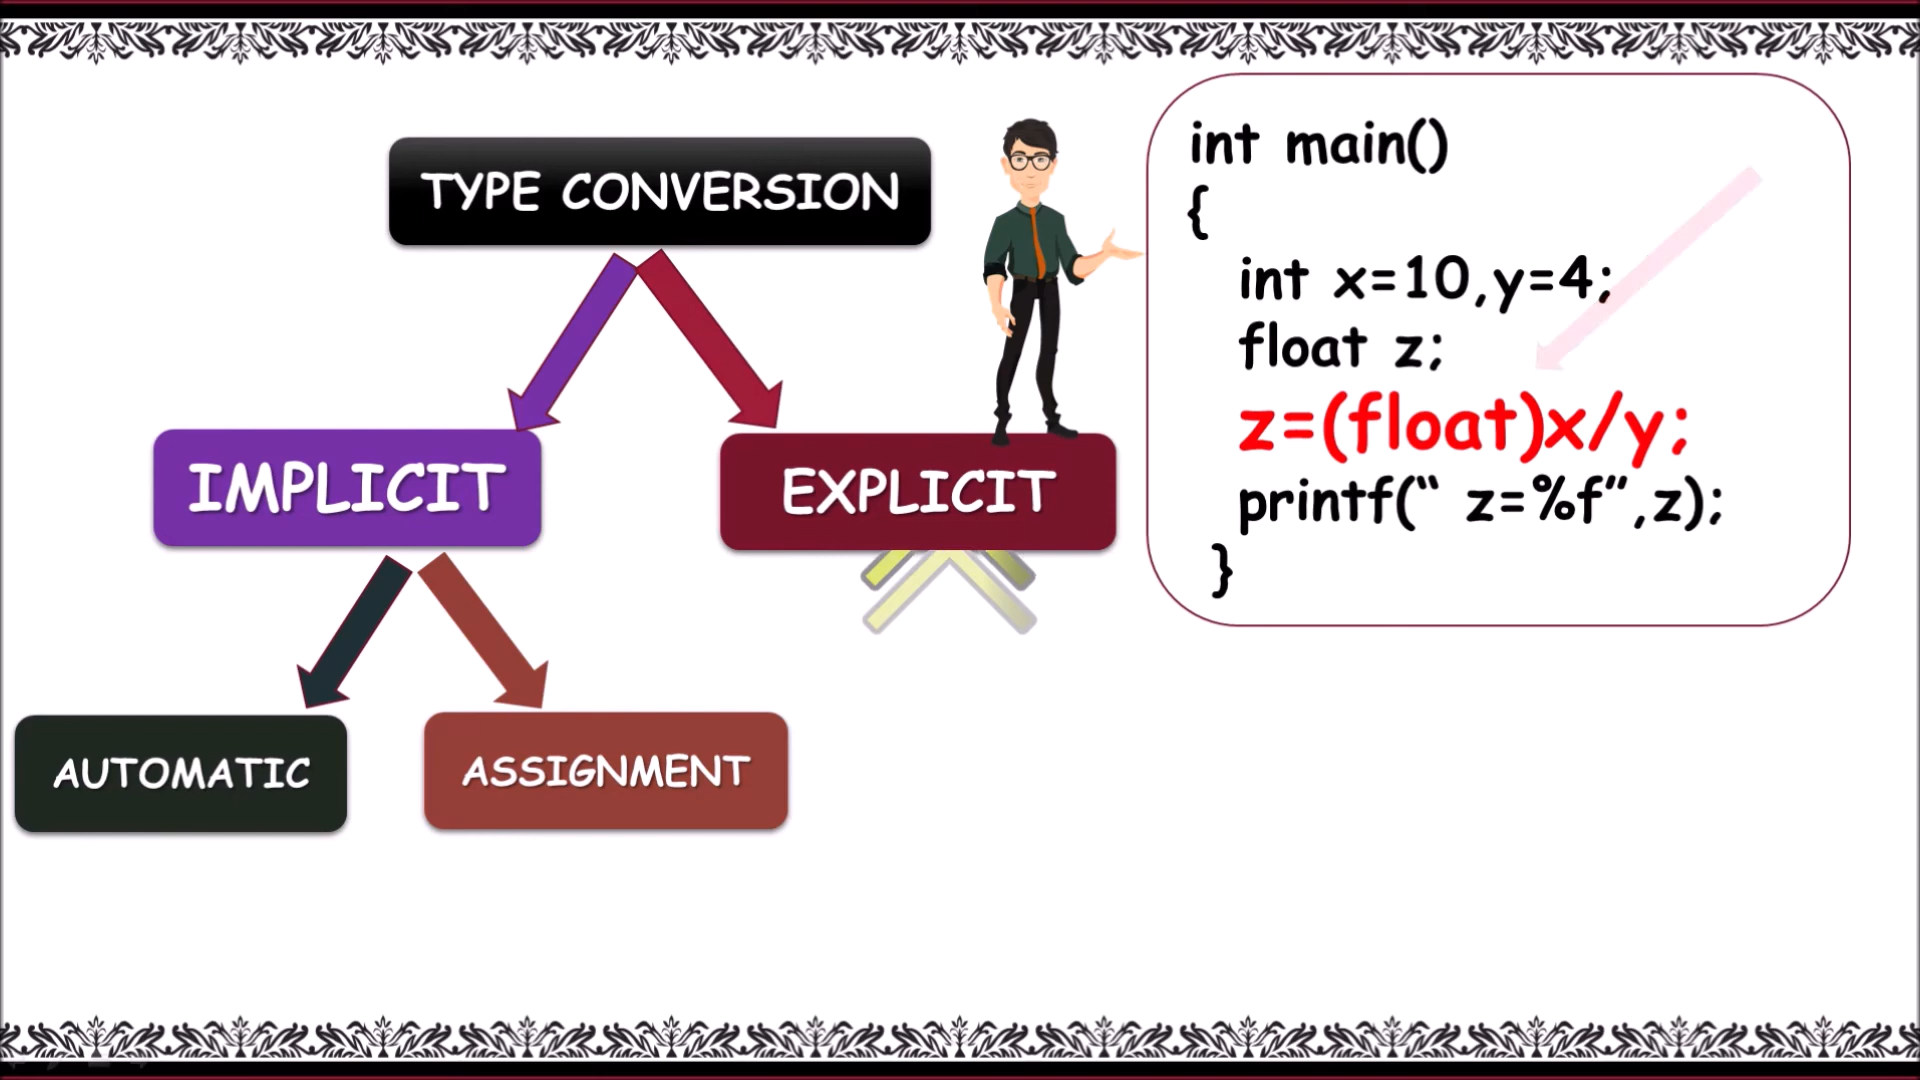 TYPE CONVERSION
IMPLICIT
EXPLICIT
AUTOMATIC
ASSIGNMENT
int main()
{
int x=10,y=4;
float z;
z=(float)x/y;
printf(“ z=%f”,z);
}